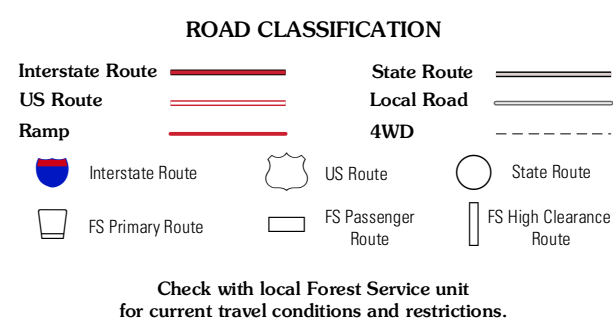 ROAD CLASSIFICATION
Interstate Route
State Route
US Route
Local Road
Ramp
4WD
Interstate Route
US Route
State Route
FS Primary Route
FS Passenger
Route
FS High Clearance
Route
Check with local Forest Service unit
for current travel conditions and restrictions.